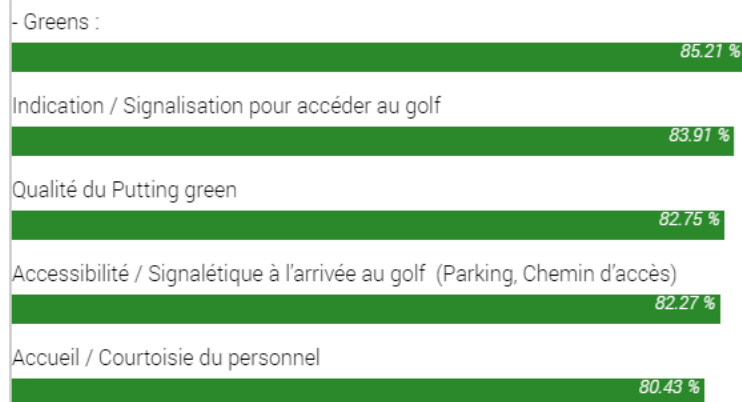 - Greens :
85.21 %
Indication / Signalisation pour accéder au golf
83.91 %
Qualité du Putting green
82.75 %
Accessibilité / Signalétique à l'arrivée au golf (Parking, Chemin d'accès)
82.27 %
Accueil / Courtoisie du personnel
80.43 %